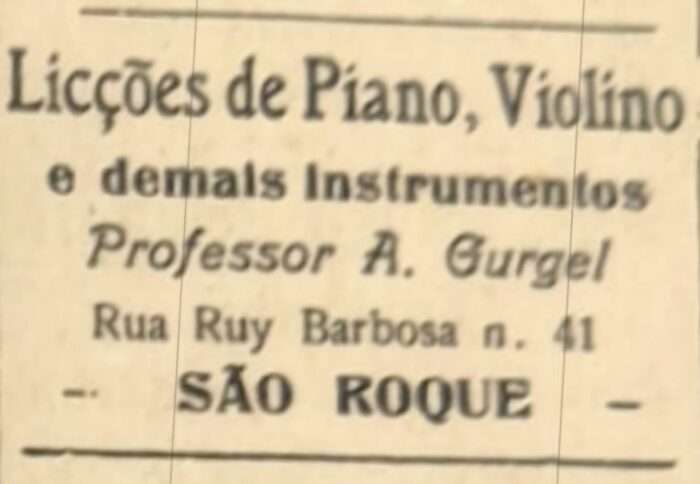 Licções de Piano, Violino
e demais Instrumentos
Professor A. Gurgel
Rua Ruy Barbosa n. 41
- SÃO ROQUE -